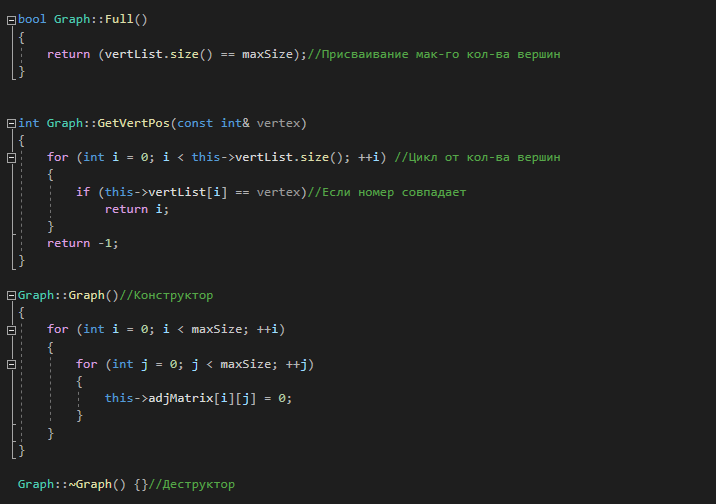 bool Graph::Full()
{
    return (vertList.size() == maxSize);//Присваивание мак-го кол-ва вершин
}
int Graph::GetVertPos(const int& vertex)
{
    for (int i = 0; i < this->vertList.size(); ++i) //Цикл от кол-ва вершин
    {
        if (this->vertList[i] == vertex)//Если номер совпадает
            return i;
    }
    return -1;
}
Graph::Graph()//Конструктор
{
    for (int i = 0; i < maxSize; ++i)
    {
        for (int j = 0; j < maxSize; ++j)
        {
            this->adjMatrix[i][j] = 0;
        }
    }
}
Graph::~Graph() {}//Деструктор